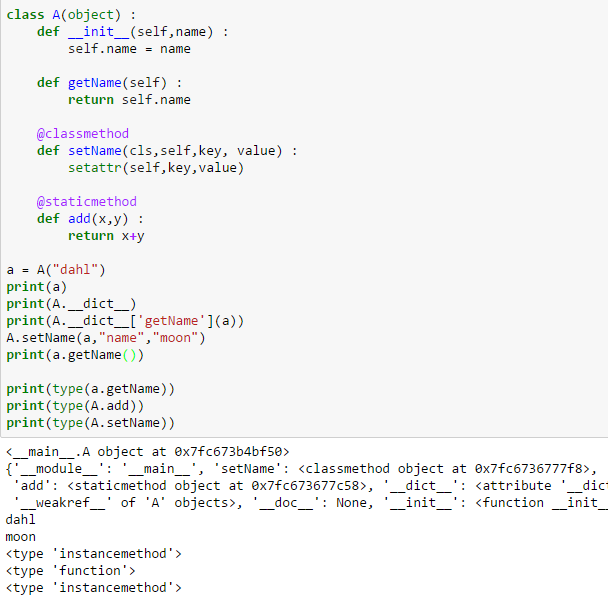 class A(object) :
    def __init__(self,name) :
        self.name = name

    def getName(self) :
        return self.name

    @classmethod
    def setName(cls,self,key, value) :
        setattr(self,key,value)

    @staticmethod
    def add(x,y) :
        return x+y

a = A("dahl")
print(a)
print(A.__dict__)
print(A.__dict__['getName'](a))
A.setName(a,"name","moon")
print(a.getName())

print(type(a.getName))
print(type(A.add))
print(type(A.setName))
<__main__.A object at 0x7fc673b4bf50>
{'__module__': '__main__', 'setName': <classmethod object at 0x7fc6736777f8>,
 'add': <staticmethod object at 0x7fc673677c58>, '__dict__': <attribute '__dic
 '__weakref__' of 'A' objects>, '__doc__': None, '__init__': <function __init_
dahl
moon
<type 'instancemethod'>
<type 'function'>
<type 'instancemethod'>